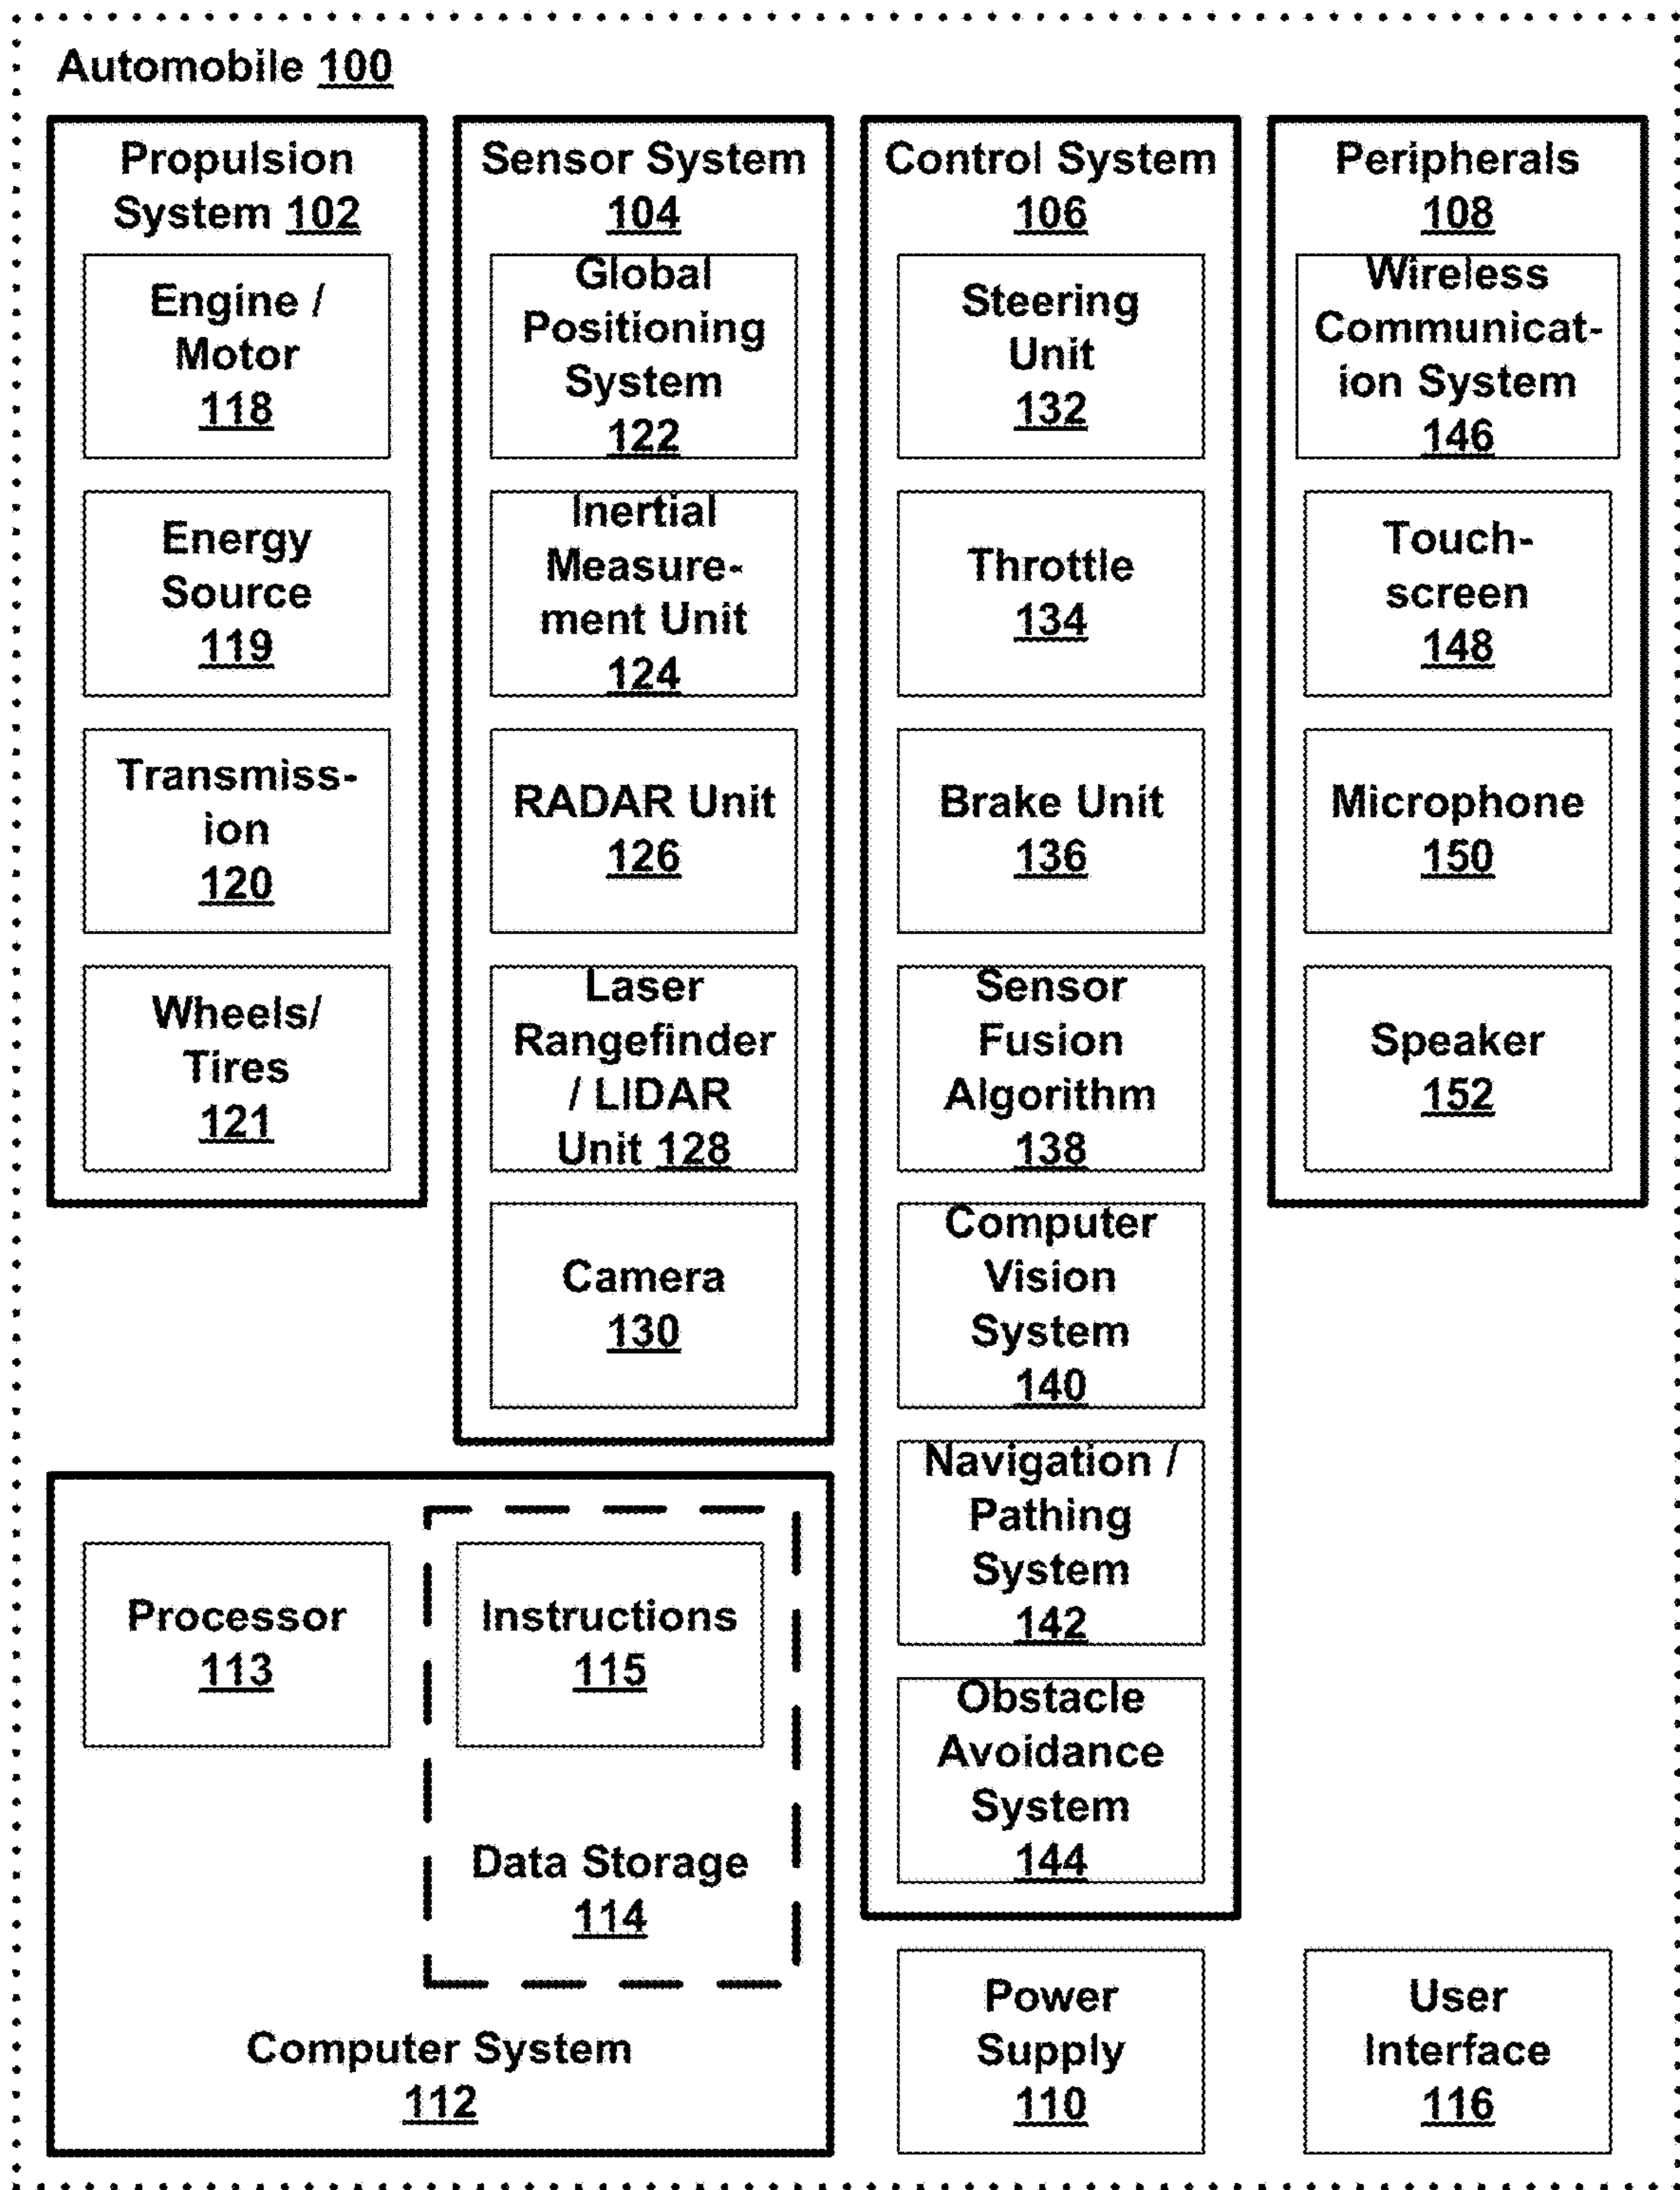 Automobile 100
Propulsion
System 102
Engine /
Motor
118
Energy
Source
119
Transmiss-
ion
120
Wheels/
Tires
121
Sensor System
104
Global
Positioning
System
122
Inertial
Measure-
ment Unit
124
RADAR Unit
126
Laser
Rangefinder
/ LIDAR
Unit 128
Camera
130
Control System
106
Steering
Unit
132
Throttle
134
Brake Unit
136
Sensor
Fusion
Algorithm
138
Computer
Vision
System
140
Navigation /
Pathing
System
142
Obstacle
Avoidance
System
144
Peripherals
108
Wireless
Communicat-
ion System
146
Touch-
screen
148
Microphone
150
Speaker
152
Processor
113
Instructions
115
Data Storage
114
Computer System
112
Power
Supply
110
User
Interface
116